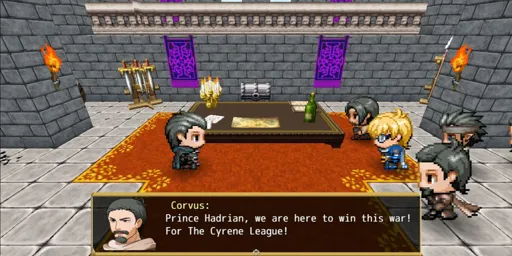 Corvus:
Prince Hadrian, we are here to win this war!
For The Cyrene League!